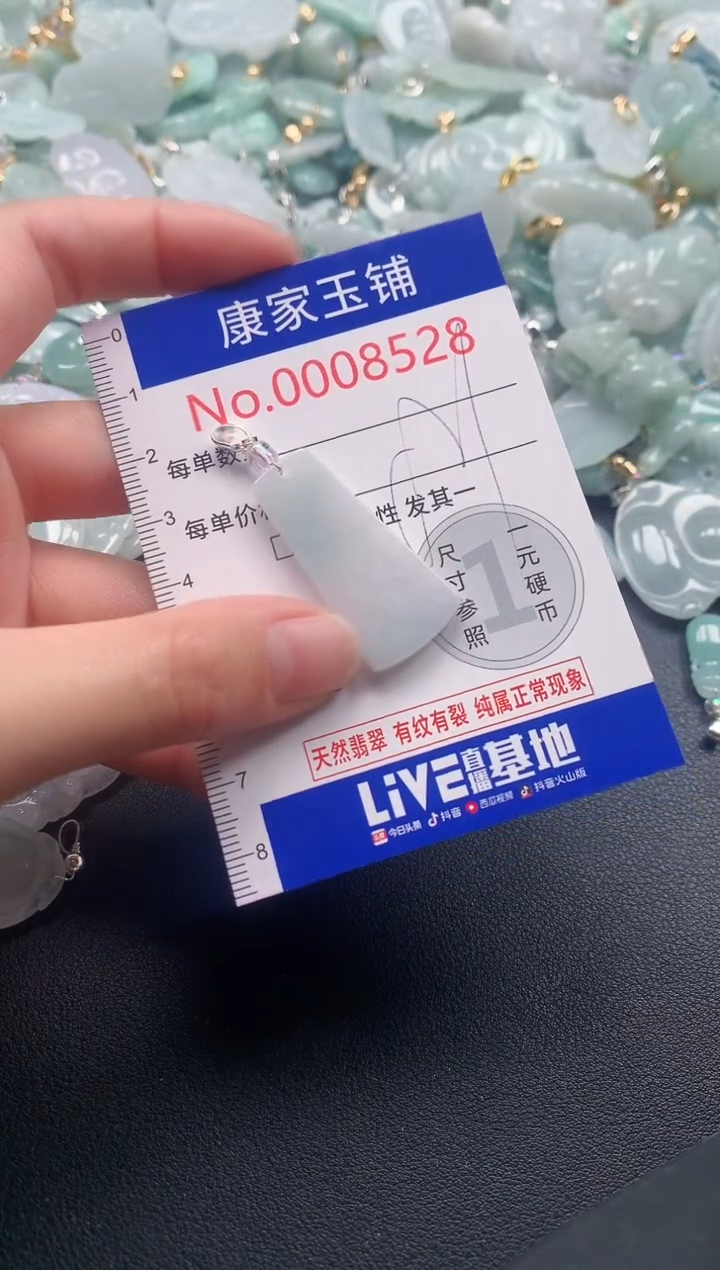 康家玉铺
No.0008528
0
1
2
3
4
7
8
每单数
每单价
性 发其一
尺寸参照
1
一元硬币
天然翡翠 有纹有裂 纯属正常现象
LiVE直播基地
头条 今日头条 抖音 西瓜视频 抖音火山版